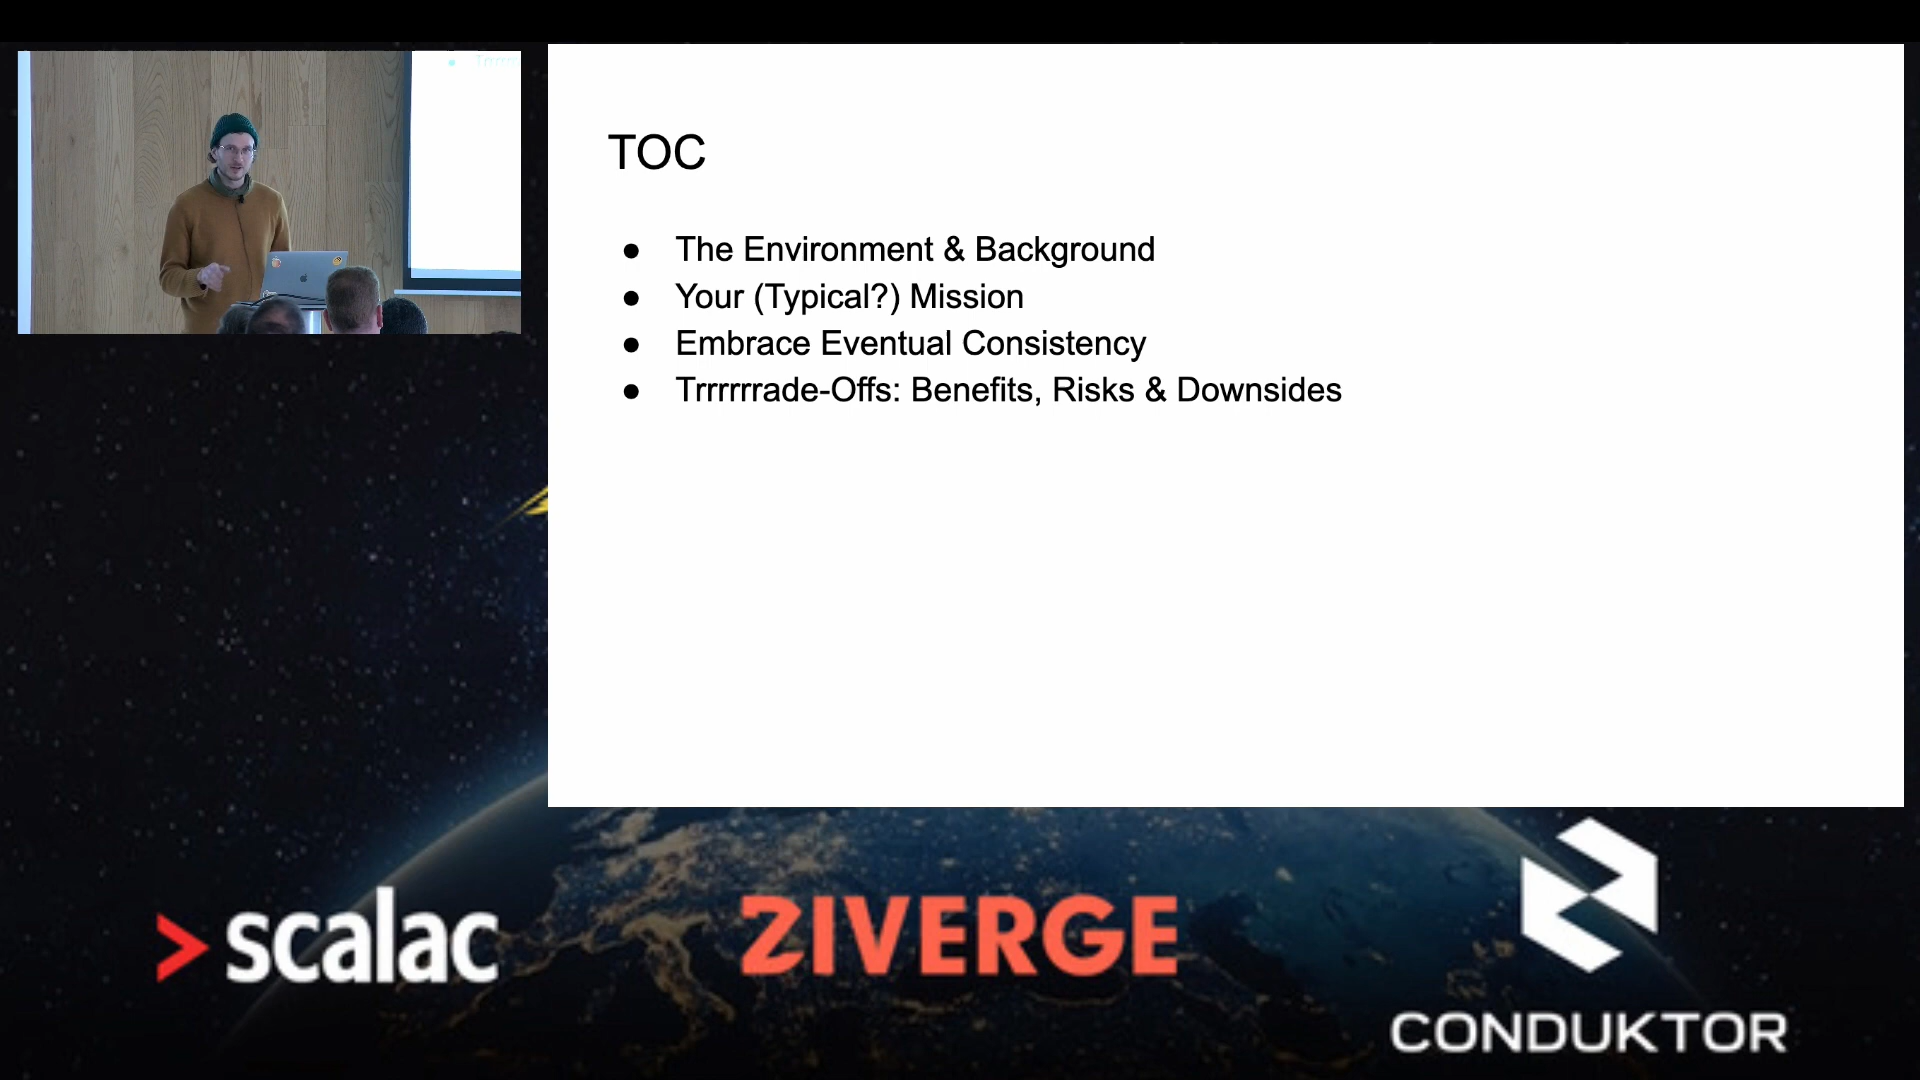 TOC
The Environment & Background
Your (Typical?) Mission
Embrace Eventual Consistency
Trrrrrrade-Offs: Benefits, Risks & Downsides
scalac
ZIVERGE
CONDUKTOR